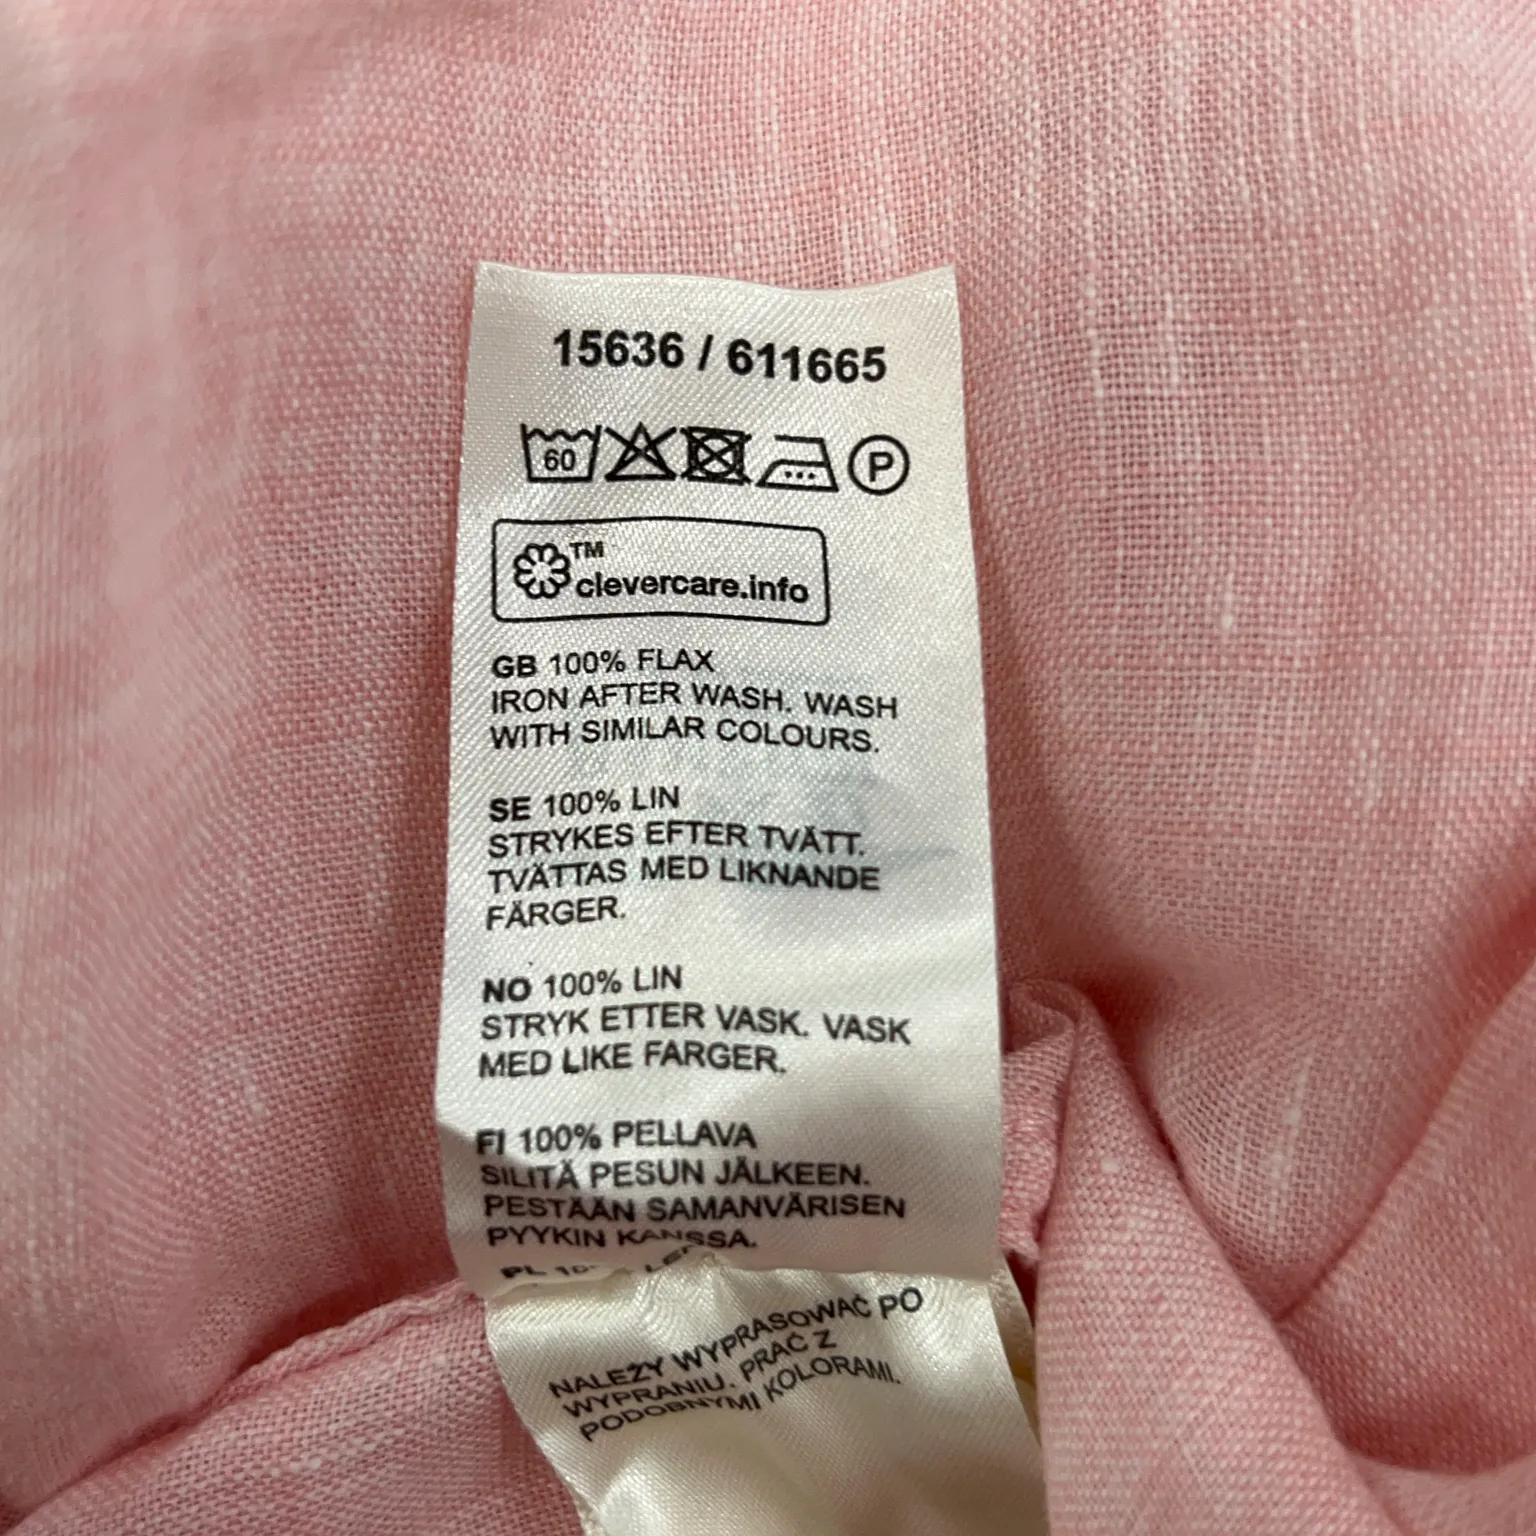 15636 / 611665
60
P
TM
clevercare.info
GB 100% FLAX
IRON AFTER WASH. WASH
WITH SIMILAR COLOURS.
SE 100% LIN
STRYKES EFTER TVÄTT.
TVÄTTAS MED LIKNANDE
FÄRGER.
NO 100% LIN
STRYK ETTER VASK. VASK
MED LIKE FARGER.
FI 100% PELLAVA
SILITÄ PESUN JÄLKEEN.
PESTÄÄN SAMANVÄRISEN
PYYKIN KANSSA.
PL
NALEŻY WYPRASOWAĆ PO
WYPRANIU. PRAĆ Z
PODOBNYMI KOLORAMI.